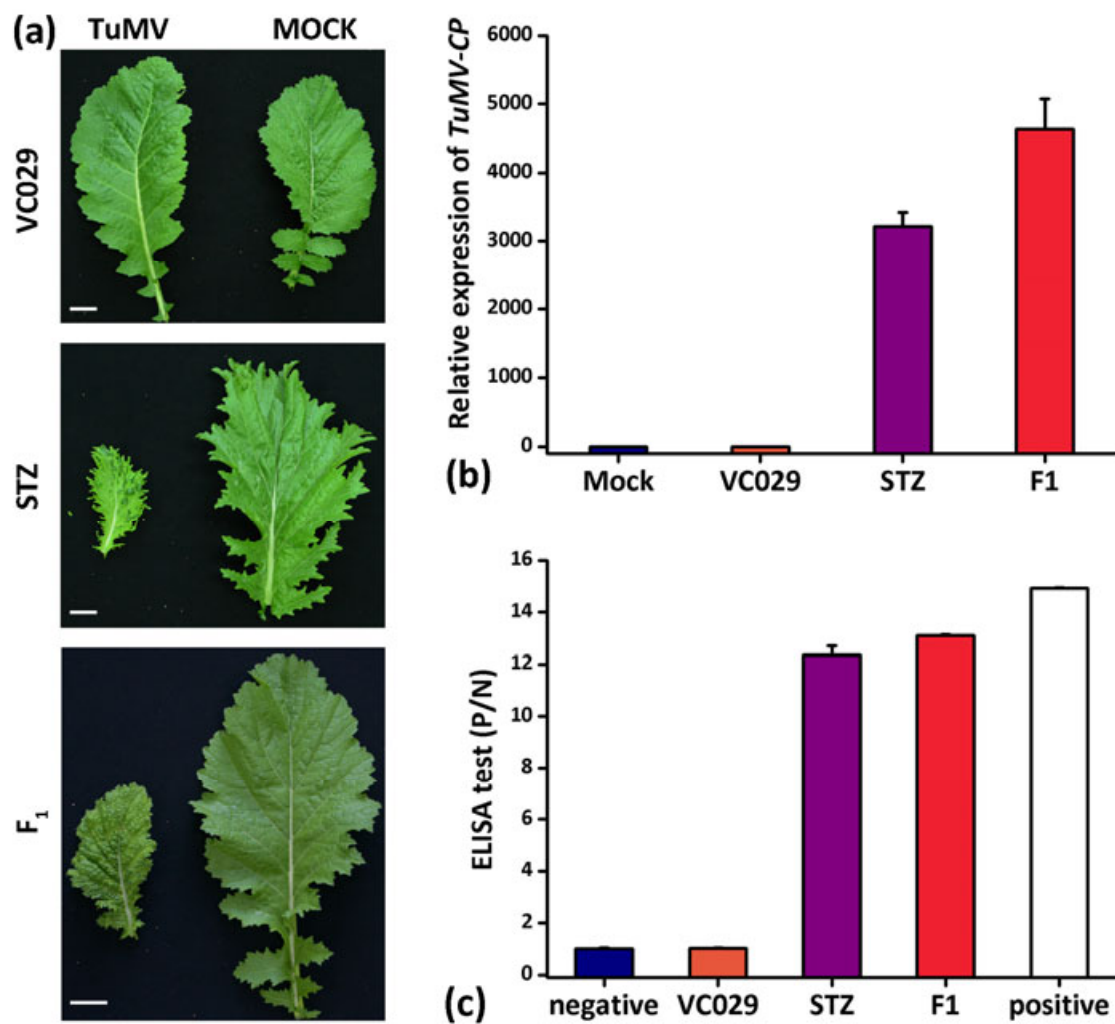 (a)
TuMV MOCK
VC029
STZ
F1
(b)
Relative expression of TuMV-CP
6000
5000
4000
3000
2000
1000
0
Mock VC029 STZ F1
(c)
ELISA test (P/N)
16
14
12
10
8
6
4
2
0
negative VC029 STZ F1 positive